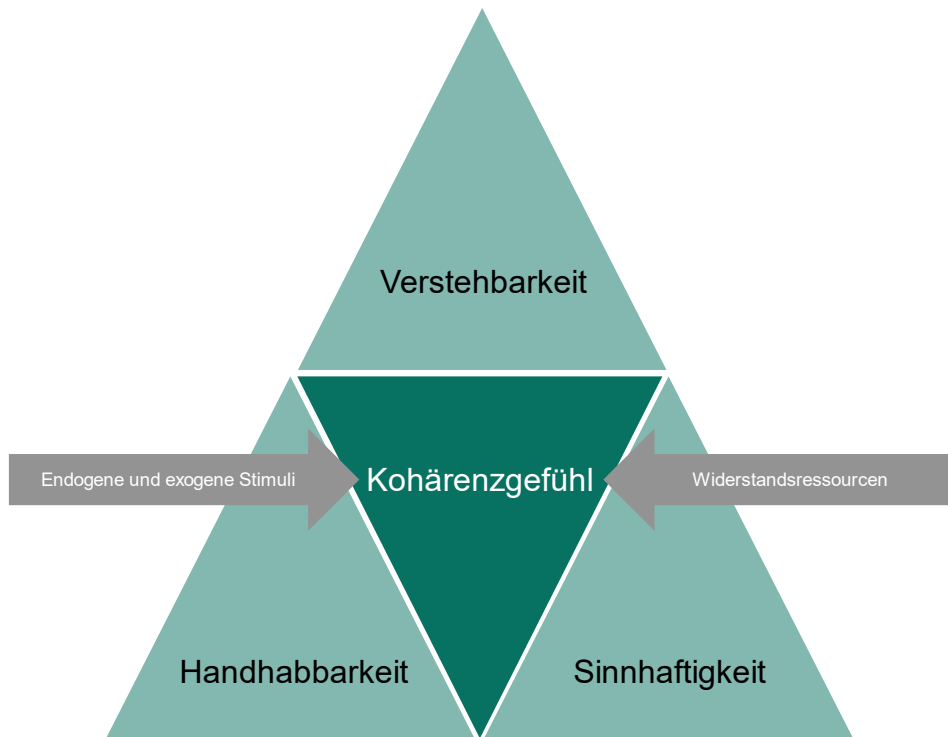 Verstehbarkeit
Endogene und exogene Stimuli
Kohärenzgefühl
Widerstandsressourcen
Handhabbarkeit
Sinnhaftigkeit